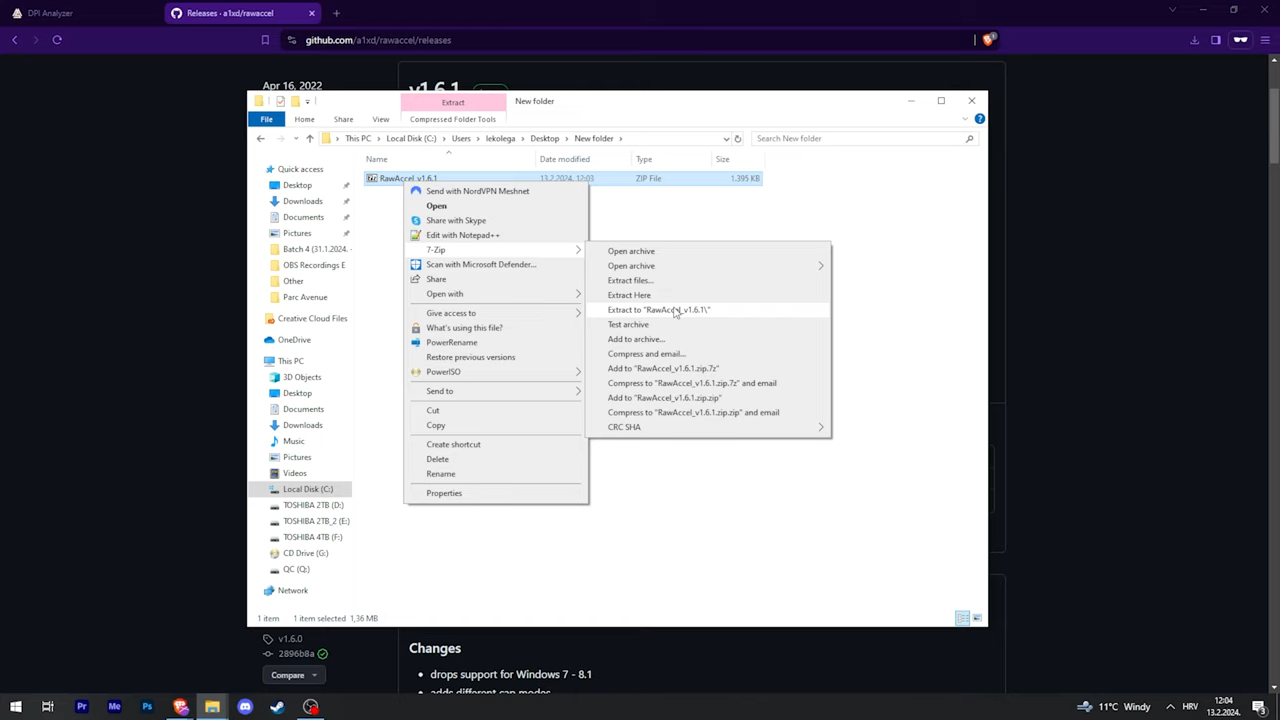 DPI Analyzer
Releases · a1xd/rawaccel
github.com/a1xd/rawaccel/releases
Apr 16, 2022
v1.6.1
Extract
New folder
File
Home
Share
View
Compressed Folder Tools
This PC
Local Disk (C:)
Users
lekolega
Desktop
New folder
Search New folder
Name
Date modified
Type
Size
RawAccel_v1.6.1
13.2.2024. 12:03
ZIP File
1.395 KB
Quick access
Desktop
Downloads
Documents
Pictures
Batch 4 (31.1.2024. -
OBS Recordings E
Other
Parc Avenue
Creative Cloud Files
OneDrive
This PC
3D Objects
Desktop
Documents
Downloads
Music
Pictures
Videos
Local Disk (C:)
TOSHIBA 2TB (D:)
TOSHIBA 2TB_2 (E:)
TOSHIBA 4TB (F:)
CD Drive (G:)
QC (Q:)
Network
Send with NordVPN Meshnet
Open
Share with Skype
Edit with Notepad++
7-Zip
Scan with Microsoft Defender...
Share
Open with
Give access to
What's using this file?
PowerRename
Restore previous versions
PowerISO
Send to
Cut
Copy
Create shortcut
Delete
Rename
Properties
Open archive
Open archive
Extract files...
Extract Here
Extract to "RawAccel_v1.6.1\"
Test archive
Add to archive...
Compress and email...
Add to "RawAccel_v1.6.1.zip.7z"
Compress to "RawAccel_v1.6.1.zip.7z" and email
Add to "RawAccel_v1.6.1.zip.zip"
Compress to "RawAccel_v1.6.1.zip.zip" and email
CRC SHA
1 item
1 item selected 1,36 MB
v1.6.0
2896b8a
Compare
Changes
drops support for Windows 7 - 8.1
adds different cap modes
Pr
Me
Ps
11°C Windy
HRV
12:04
13.2.2024.
3